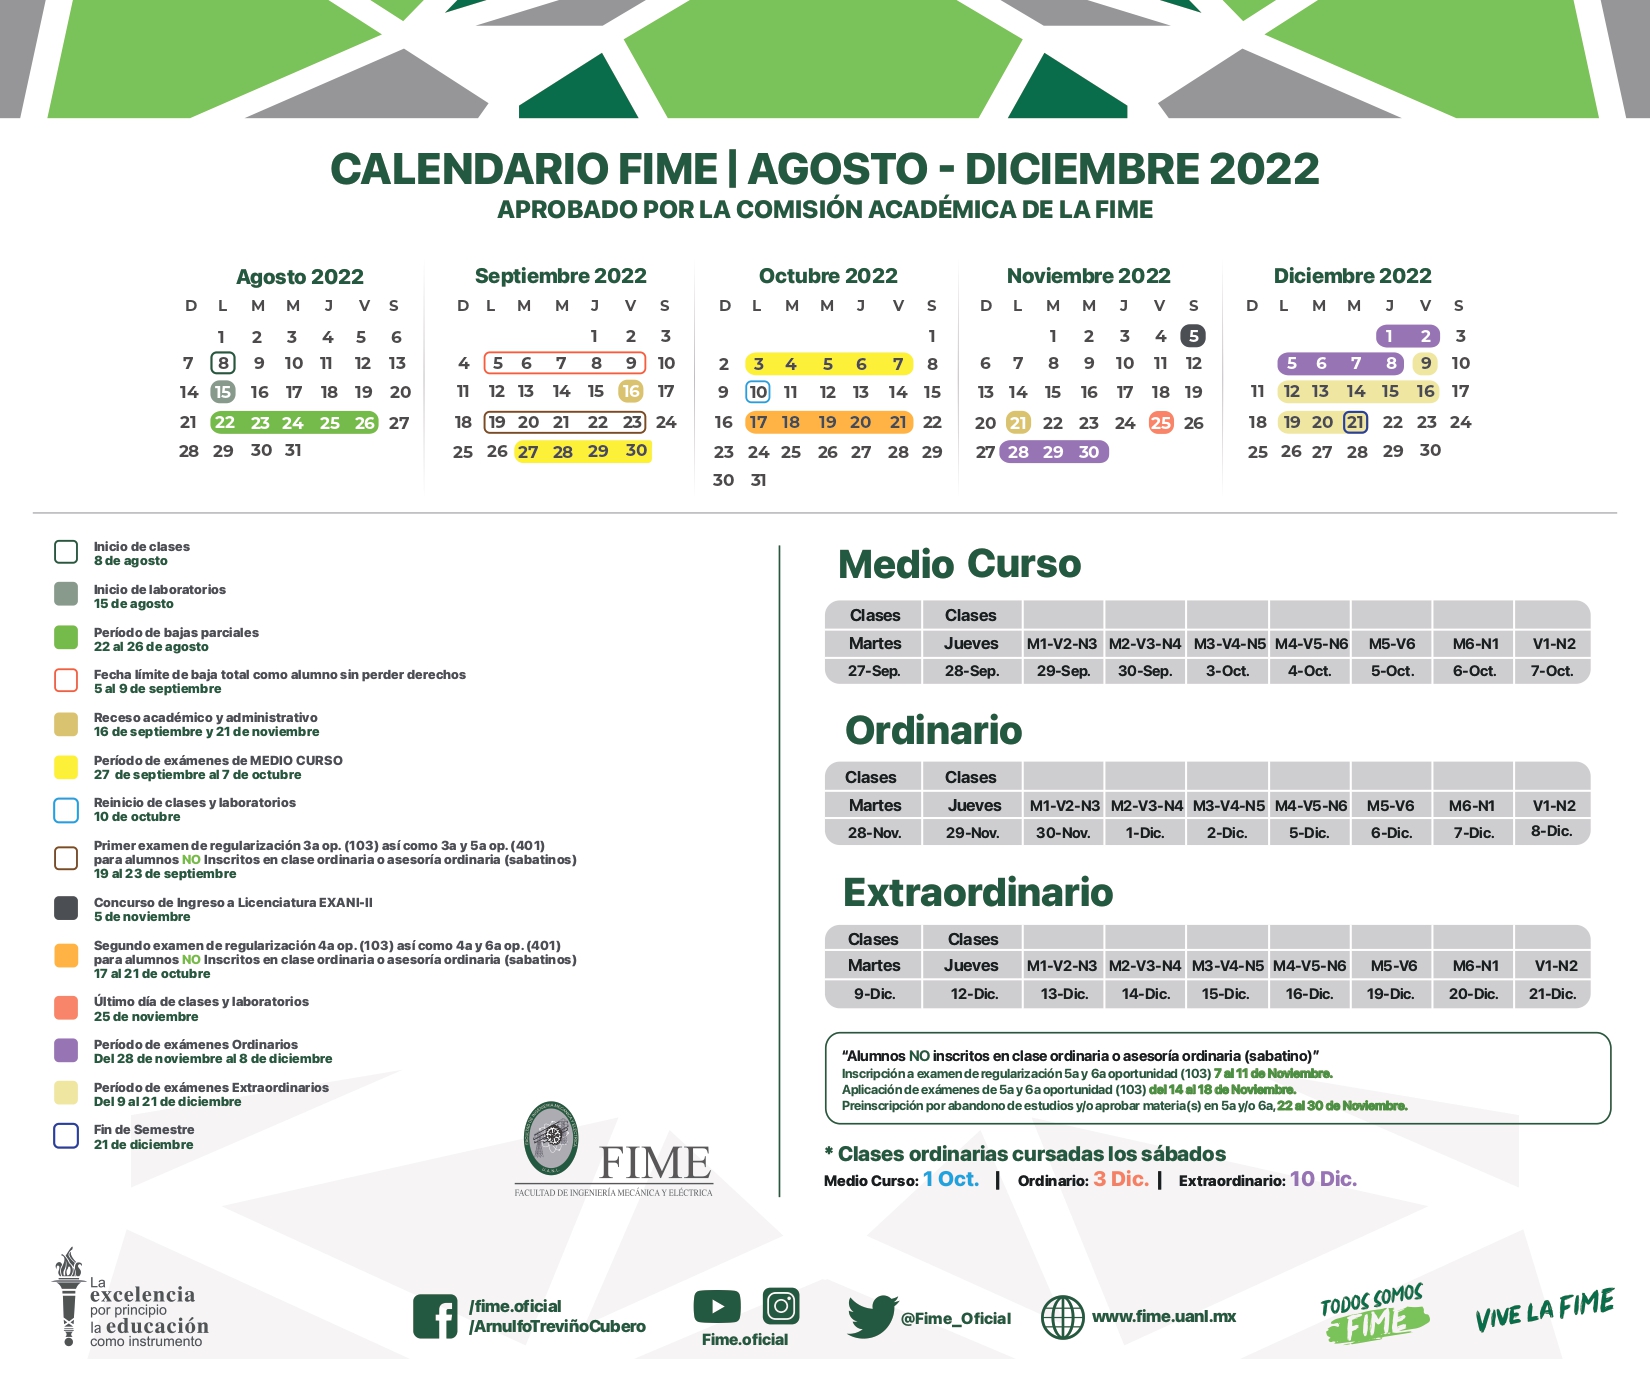 CALENDARIO FIME | AGOSTO - DICIEMBRE 2022
APROBADO POR LA COMISIÓN ACADÉMICA DE LA FIME
Agosto 2022
D L M M J V S
1 2 3 4 5 6
7 8 9 10 11 12 13
14 15 16 17 18 19 20
21 22 23 24 25 26 27
28 29 30 31
Septiembre 2022
D L M M J V S
1 2 3
4 5 6 7 8 9 10
11 12 13 14 15 16 17
18 19 20 21 22 23 24
25 26 27 28 29 30
Octubre 2022
D L M M J V S
1
2 3 4 5 6 7 8
9 10 11 12 13 14 15
16 17 18 19 20 21 22
23 24 25 26 27 28 29
30 31
Noviembre 2022
D L M M J V S
1 2 3 4 5
6 7 8 9 10 11 12
13 14 15 16 17 18 19
20 21 22 23 24 25 26
27 28 29 30
Diciembre 2022
D L M M J V S
1 2 3
5 6 7 8 9 10
11 12 13 14 15 16 17
18 19 20 21 22 23 24
25 26 27 28 29 30
Inicio de clases
8 de agosto
Inicio de laboratorios
15 de agosto
Período de bajas parciales
22 al 26 de agosto
Fecha límite de baja total como alumno sin perder derechos
5 al 9 de septiembre
Receso académico y administrativo
16 de septiembre y 21 de noviembre
Período de exámenes de MEDIO CURSO
27 de septiembre al 7 de octubre
Reinicio de clases y laboratorios
10 de octubre
Primer examen de regularización 3a op. (103) así como 3a y 5a op. (401)
para alumnos NO Inscritos en clase ordinaria o asesoría ordinaria (sabatinos)
19 al 23 de septiembre
Concurso de Ingreso a Licenciatura EXANI-II
5 de noviembre
Segundo examen de regularización 4a op. (103) así como 4a y 6a op. (401)
para alumnos NO Inscritos en clase ordinaria o asesoría ordinaria (sabatinos)
17 al 21 de octubre
Último día de clases y laboratorios
25 de noviembre
Período de exámenes Ordinarios
Del 28 de noviembre al 8 de diciembre
Período de exámenes Extraordinarios
Del 9 al 21 de diciembre
Fin de Semestre
21 de diciembre
FIME
FACULTAD DE INGENIERÍA MECÁNICA Y ELÉCTRICA
Medio Curso
Clases Clases
Martes Jueves M1-V2-N3 M2-V3-N4 M3-V4-N5 M4-V5-N6 M5-V6 M6-N1 V1-N2
27-Sep. 28-Sep. 29-Sep. 30-Sep. 3-Oct. 4-Oct. 5-Oct. 6-Oct. 7-Oct.
Ordinario
Clases Clases
Martes Jueves M1-V2-N3 M2-V3-N4 M3-V4-N5 M4-V5-N6 M5-V6 M6-N1 V1-N2
28-Nov. 29-Nov. 30-Nov. 1-Dic. 2-Dic. 5-Dic. 6-Dic. 7-Dic. 8-Dic.
Extraordinario
Clases Clases
Martes Jueves M1-V2-N3 M2-V3-N4 M3-V4-N5 M4-V5-N6 M5-V6 M6-N1 V1-N2
9-Dic. 12-Dic. 13-Dic. 14-Dic. 15-Dic. 16-Dic. 19-Dic. 20-Dic. 21-Dic.
“Alumnos NO inscritos en clase ordinaria o asesoría ordinaria (sabatino)”
Inscripción a examen de regularización 5a y 6a oportunidad (103) 7 al 11 de Noviembre.
Aplicación de exámenes de 5a y 6a oportunidad (103) del 14 al 18 de Noviembre.
Preinscripción por abandono de estudios y/o aprobar materia(s) en 5a y/o 6a, 22 al 30 de Noviembre.
* Clases ordinarias cursadas los sábados
Medio Curso: 1 Oct. | Ordinario: 3 Dic. | Extraordinario: 10 Dic.
La
excelencia
por principio
la educación
como instrumento
/fime.oficial
/ArnulfoTreviñoCubero
Fime.oficial
@Fime_Oficial
www.fime.uanl.mx
TODOS SOMOS
FIME
VIVE LA FIME